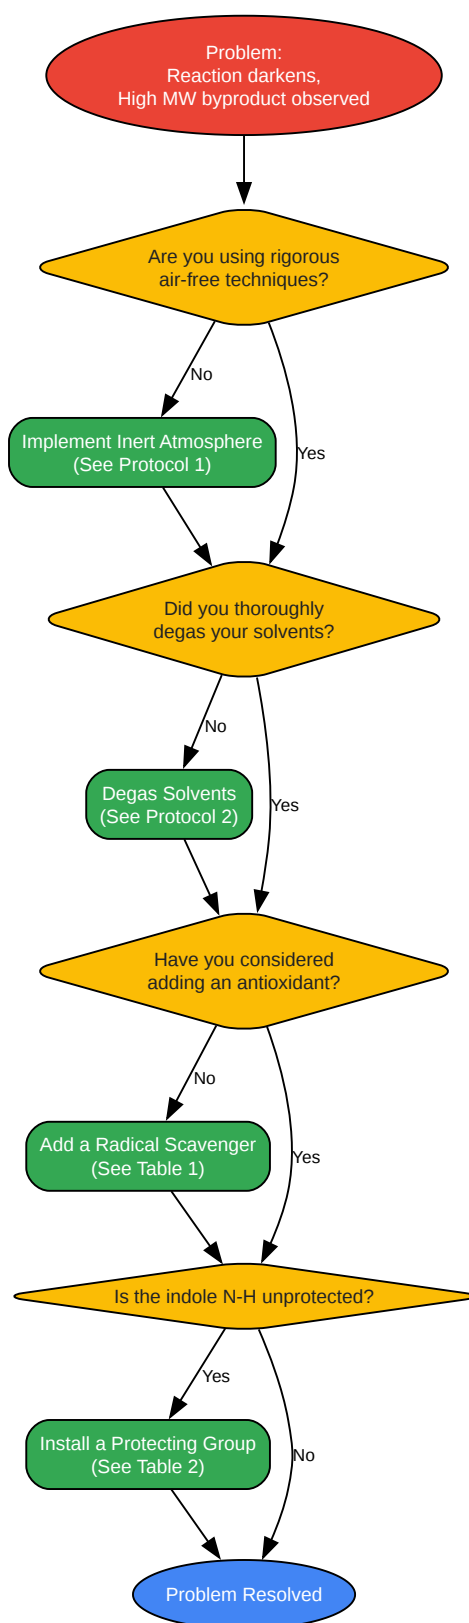 Problem:
Reaction darkens,
High MW byproduct observed
Are you using rigorous
air-free techniques?
No
Implement Inert Atmosphere
(See Protocol 1)
Yes
Did you thoroughly
degas your solvents?
No
Degas Solvents
(See Protocol 2)
Yes
Have you considered
adding an antioxidant?
No
Add a Radical Scavenger
(See Table 1)
Yes
Is the indole N-H unprotected?
Yes
Install a Protecting Group
(See Table 2)
No
Problem Resolved